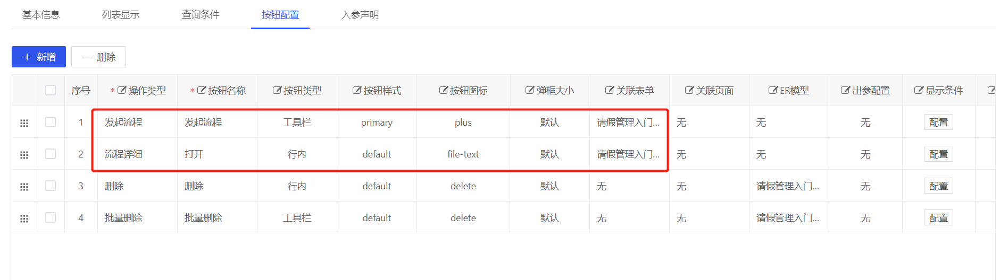 基本信息 列表显示 查询条件 按钮配置 入参声明
新增 删除
序号 *操作类型 *按钮名称 按钮类型 按钮样式 按钮图标 弹框大小 关联表单 关联页面 ER模型 出参配置 显示条件
1 发起流程 发起流程 工具栏 primary plus 默认 请假管理入门... 无 无 无 配置
2 流程详细 打开 行内 default file-text 默认 请假管理入门... 无 无 无 配置
3 删除 删除 行内 default delete 默认 无 无 请假管理入门... 无 配置
4 批量删除 批量删除 工具栏 default delete 默认 无 无 请假管理入门... 无 配置